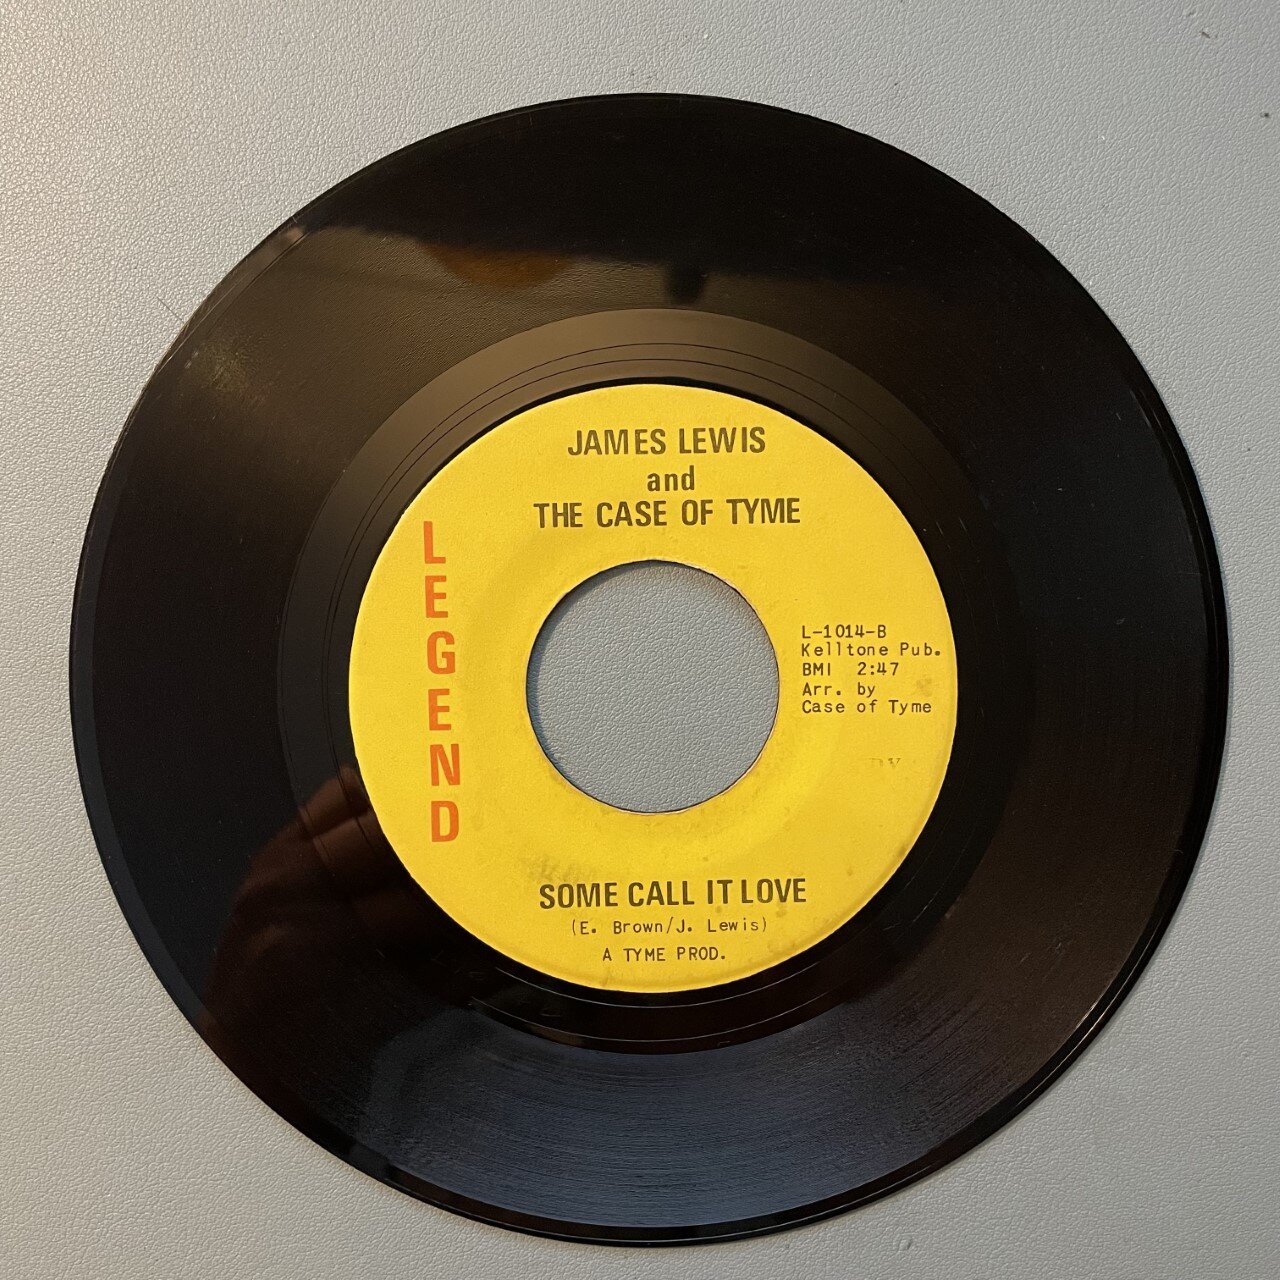 JAMES LEWIS
and
THE CASE OF TYME
LEGEND
L-1014-B
Kelltone Pub.
BMI 2:47
Arr. by
Case of Tyme
SOME CALL IT LOVE
(E. Brown/J. Lewis)
A TYME PROD.